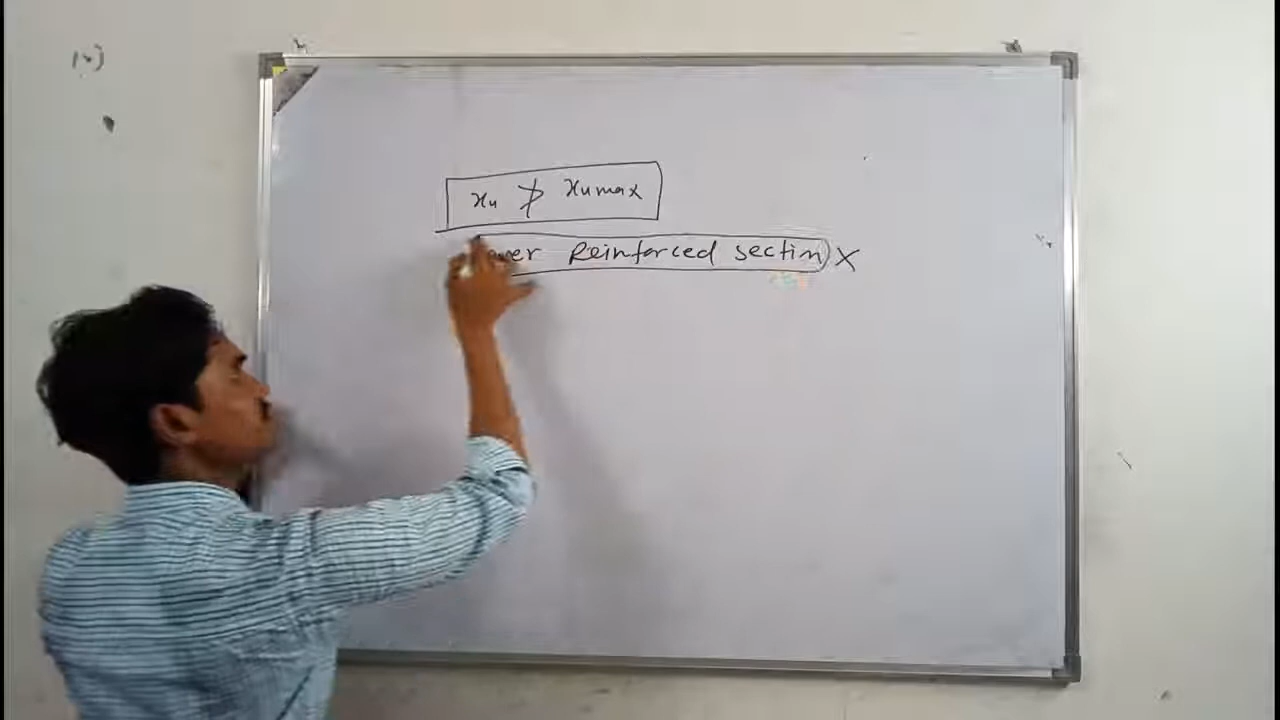 xu ≯ xumax
Reinforced section X